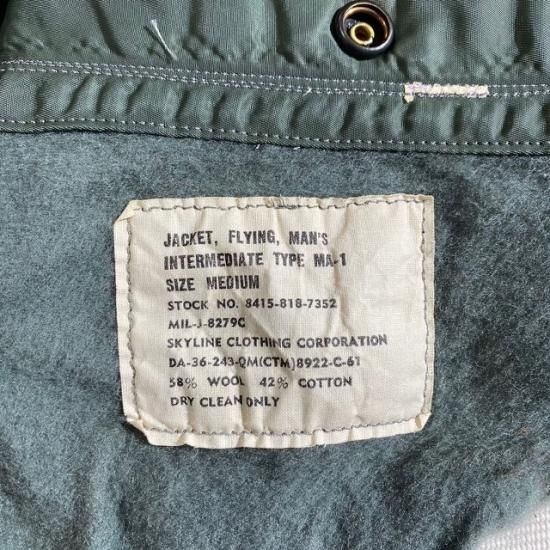 JACKET, FLYING, MAN'S
INTERMEDIATE TYPE MA-1
SIZE MEDIUM
STOCK NO. 8415-818-7352
MIL-J-8279C
SKYLINE CLOTHING CORPORATION
DA-36-243-QM(CTM)8922-C-61
58% WOOL 42% COTTON
DRY CLEAN ONLY